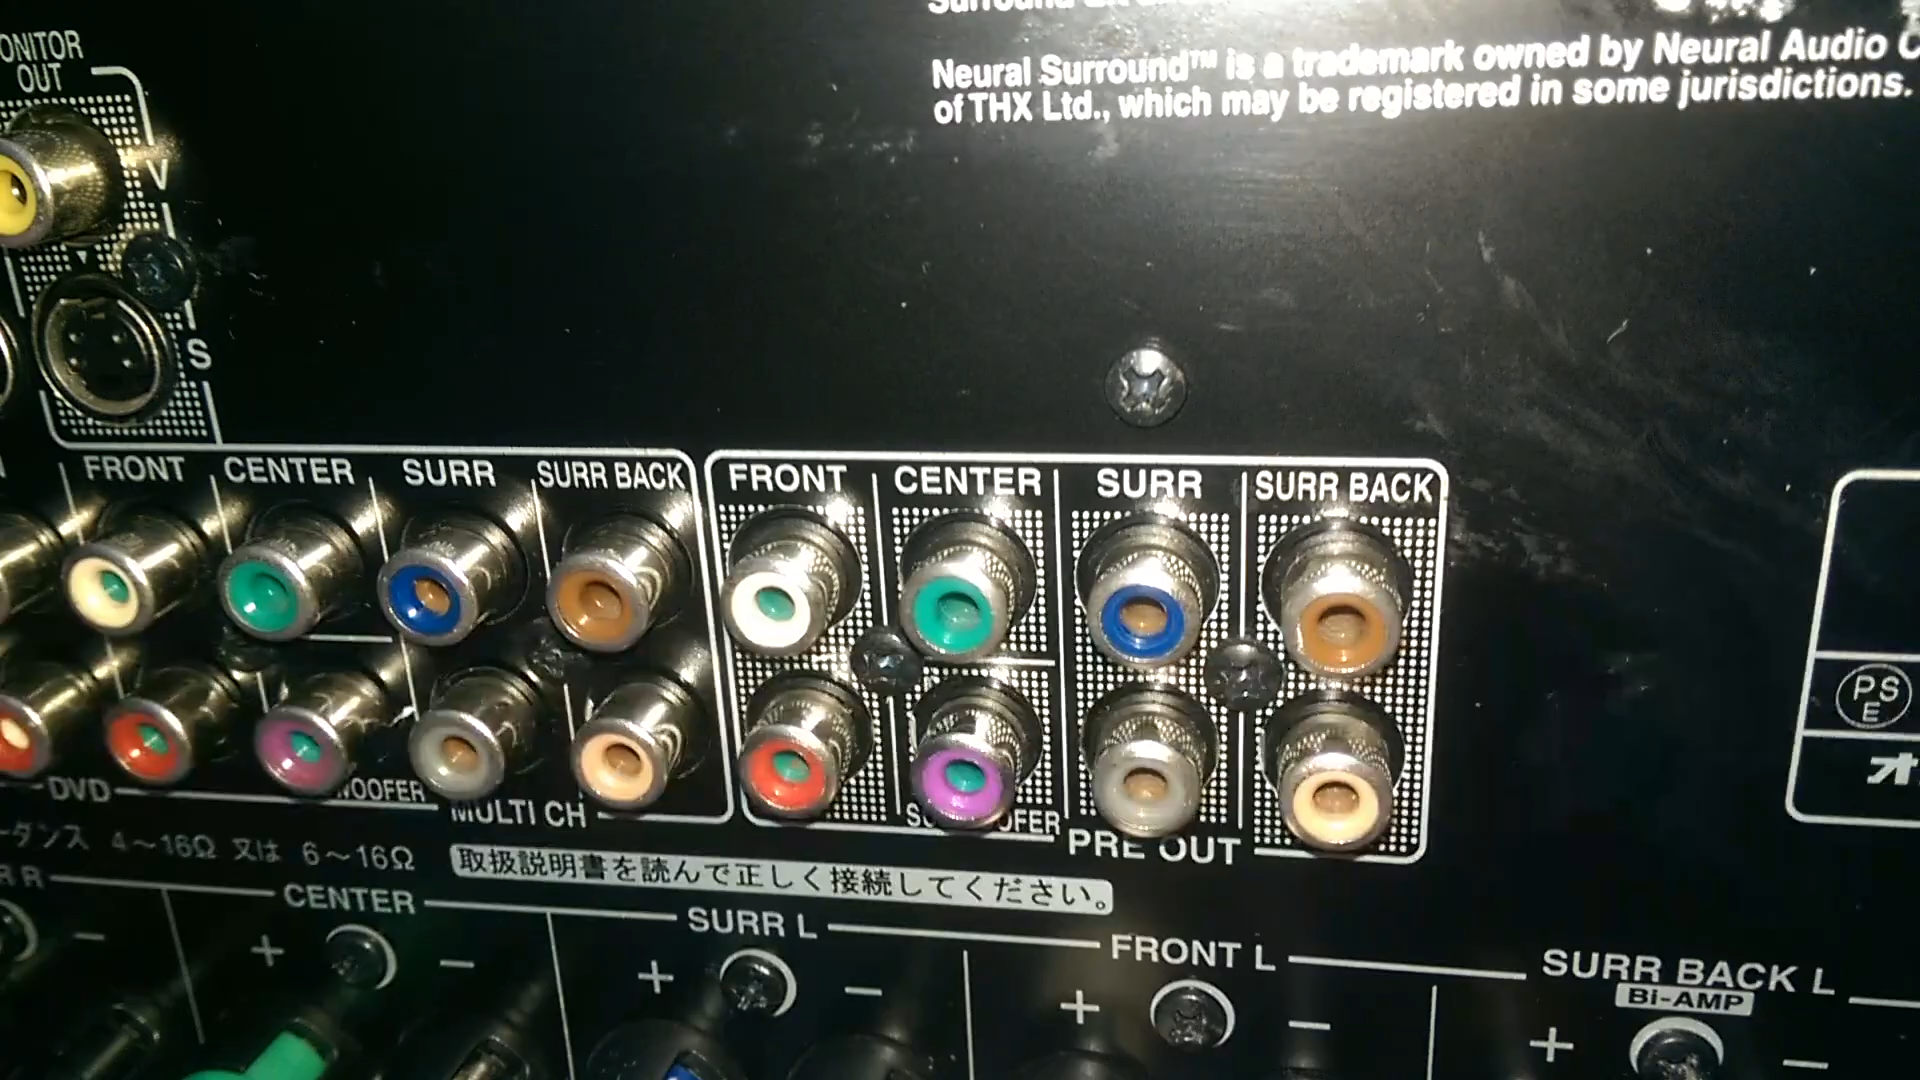 Neural Surround™ is a trademark owned by Neural Audio
of THX Ltd., which may be registered in some jurisdictions.
OUT
V
S
FRONT
CENTER
SURR
SURR BACK
FRONT
CENTER
SURR
SURR BACK
DVD
WOOFER
MULTI CH
PRE OUT
PS
E
オ
ーダンス 4～16Ω 又は 6～16Ω
取扱説明書を読んで正しく接続してください。
R
CENTER
SURR L
FRONT L
SURR BACK L
Bi-AMP
+ −
+ −
+ −
+ −